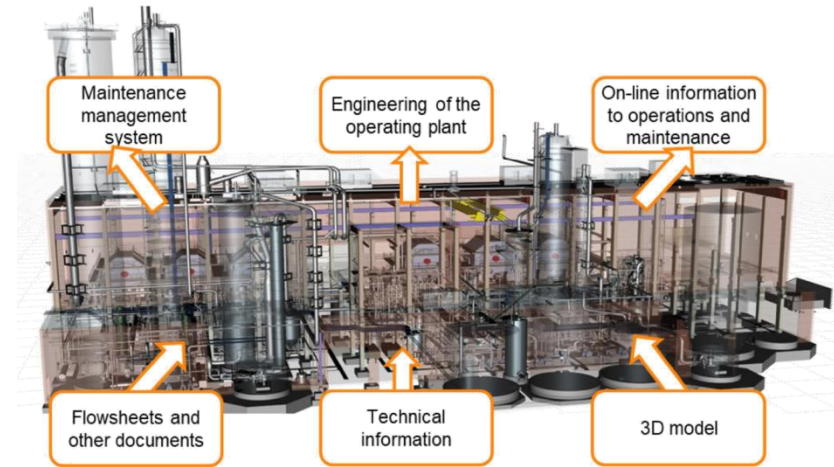 Maintenance
management
system
Engineering of the
operating plant
On-line information
to operations and
maintenance
Flowsheets and
other documents
Technical
information
3D model